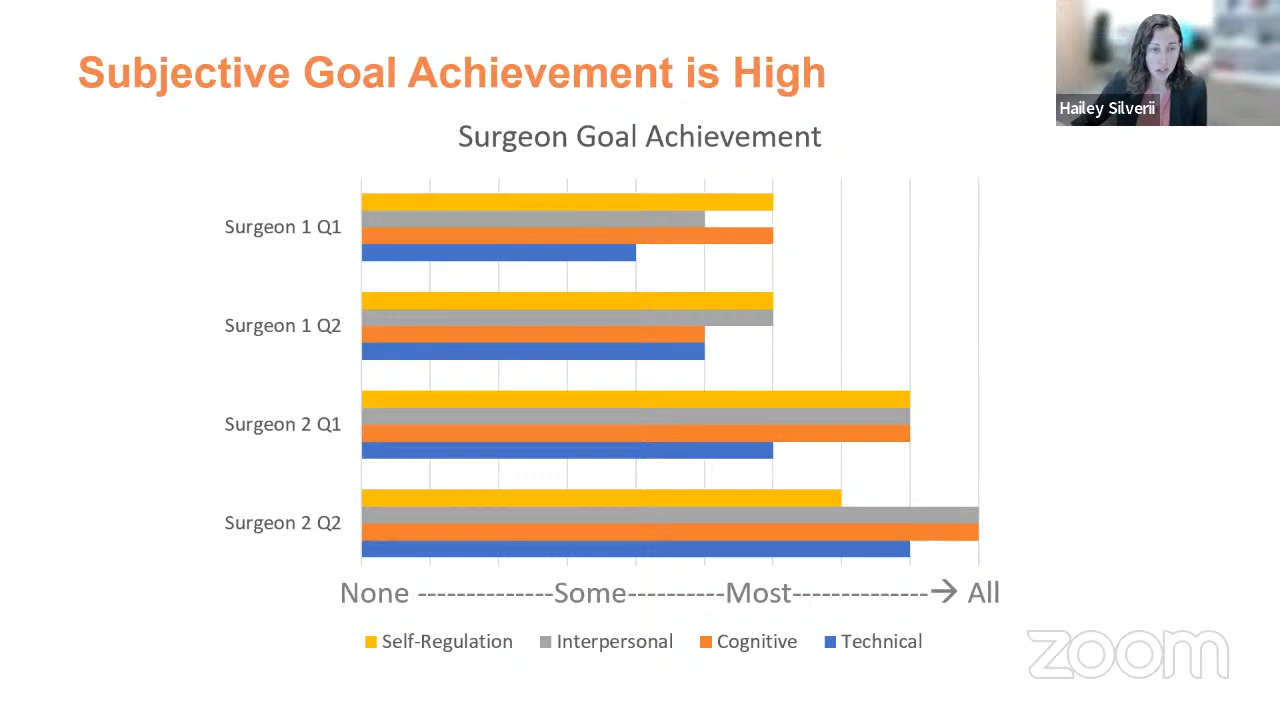 Subjective Goal Achievement is High
Hailey Silverii
Surgeon Goal Achievement
Surgeon 1 Q1
Surgeon 1 Q2
Surgeon 2 Q1
Surgeon 2 Q2
None --------------Some----------Most--------------→ All
Self-Regulation Interpersonal Cognitive Technical
zoom